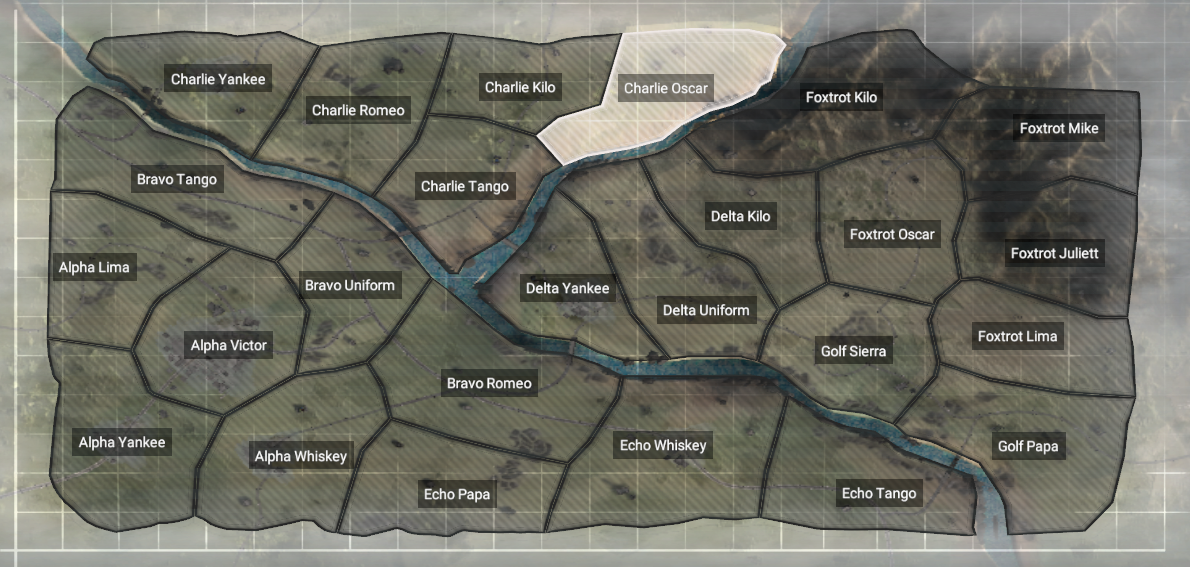 Charlie Yankee
Charlie Romeo
Charlie Kilo
Charlie Oscar
Foxtrot Kilo
Foxtrot Mike
Bravo Tango
Charlie Tango
Delta Kilo
Foxtrot Oscar
Foxtrot Juliett
Alpha Lima
Bravo Uniform
Delta Yankee
Delta Uniform
Foxtrot Lima
Alpha Victor
Golf Sierra
Bravo Romeo
Alpha Yankee
Alpha Whiskey
Echo Whiskey
Golf Papa
Echo Papa
Echo Tango